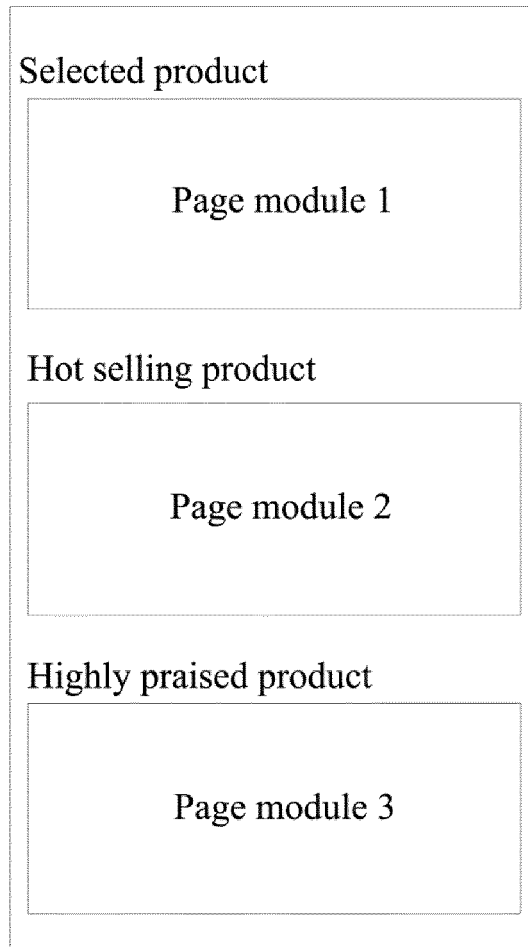 Selected product
Page module 1
Hot selling product
Page module 2
Highly praised product
Page module 3